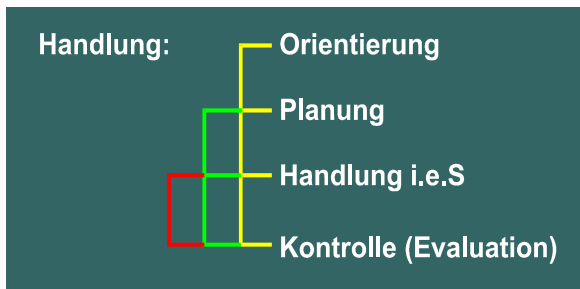 Handlung: Orientierung
Planung
Handlung i.e.S
Kontrolle (Evaluation)